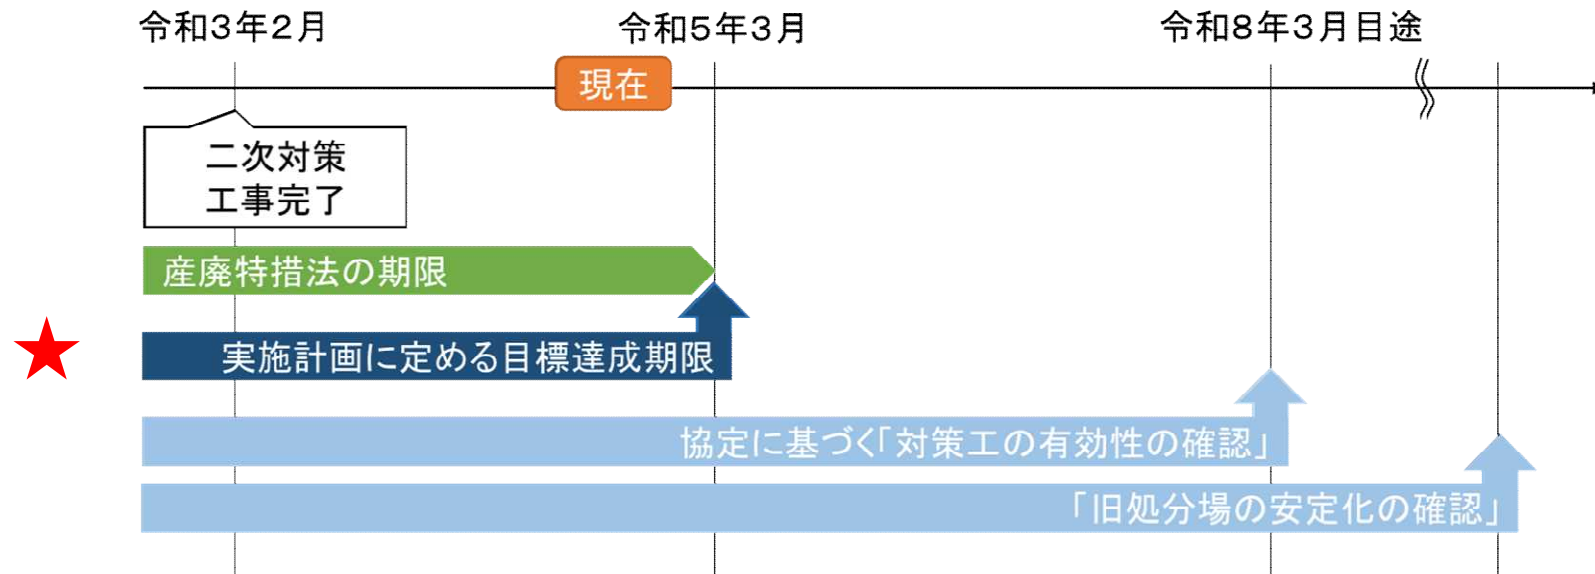 令和3年2月
令和5年3月
令和8年3月目途
現在
二次対策
工事完了
産廃特措法の期限
実施計画に定める目標達成期限
協定に基づく「対策工の有効性の確認」
「旧処分場の安定化の確認」